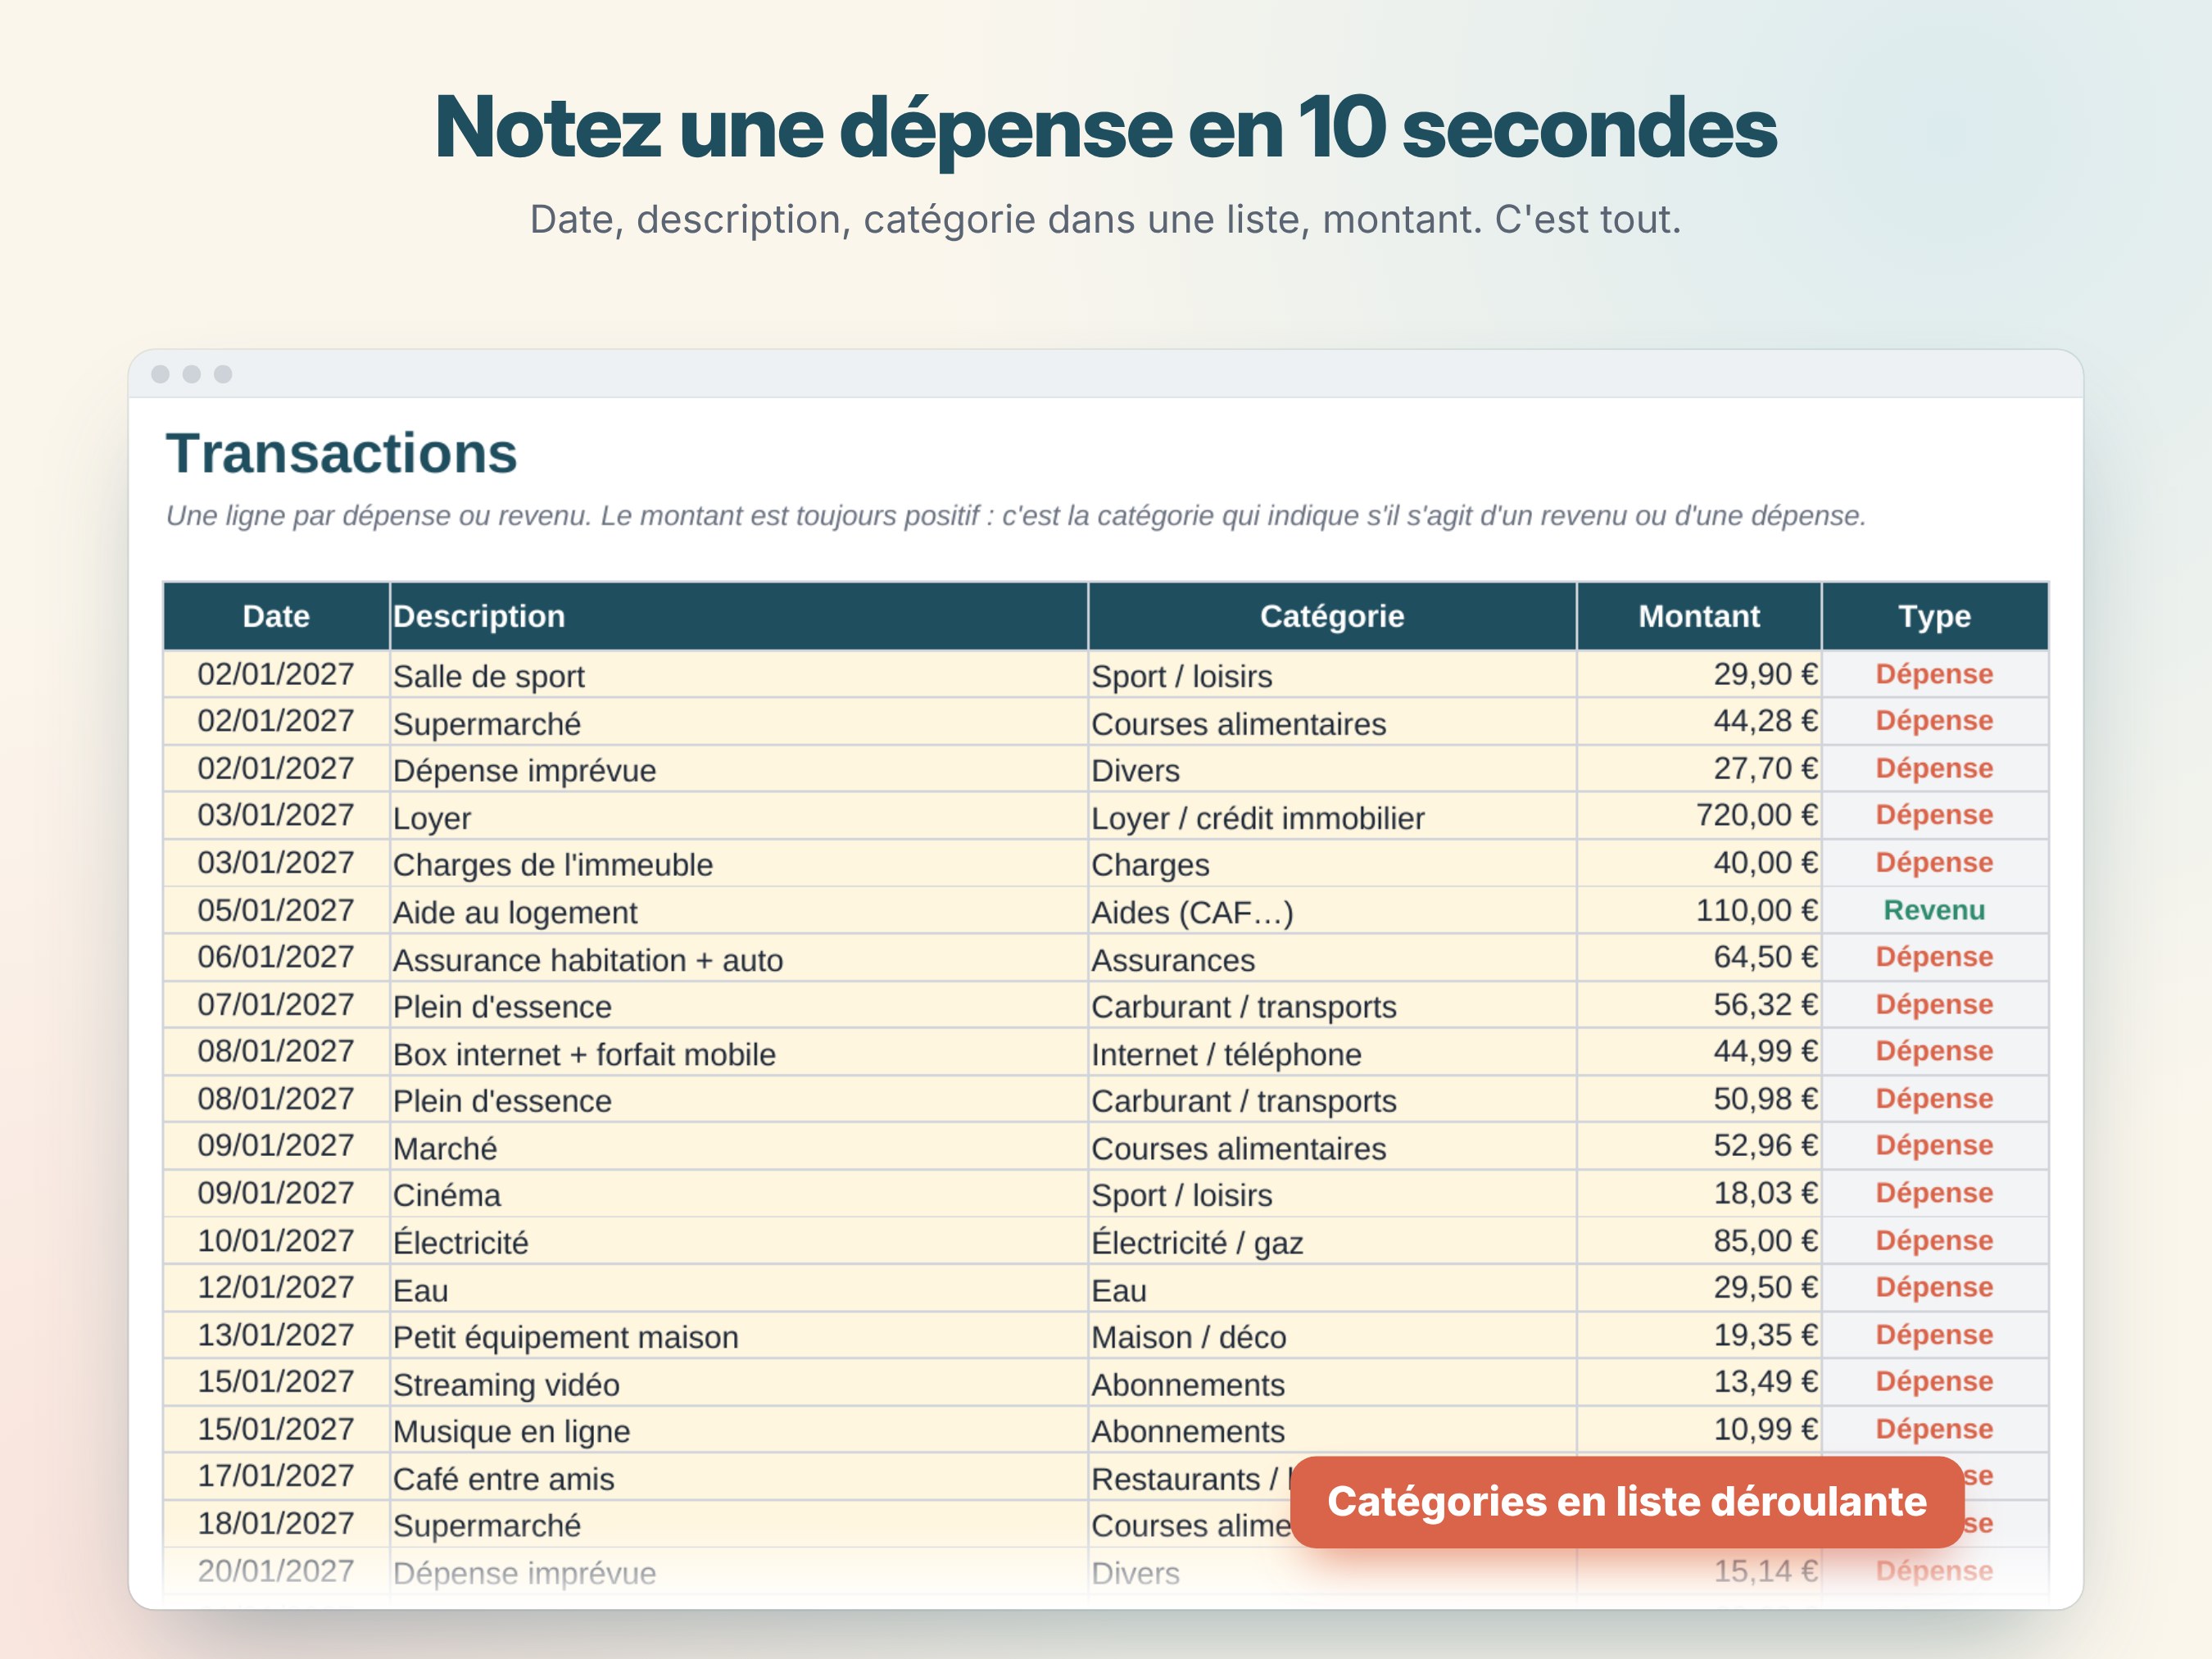 Notez une dépense en 10 secondes
Date, description, catégorie dans une liste, montant. C'est tout.
Transactions
Une ligne par dépense ou revenu. Le montant est toujours positif : c'est la catégorie qui indique s'il s'agit d'un revenu ou d'une dépense.
Date Description Catégorie Montant Type
02/01/2027 Salle de sport Sport / loisirs 29,90 € Dépense
02/01/2027 Supermarché Courses alimentaires 44,28 € Dépense
02/01/2027 Dépense imprévue Divers 27,70 € Dépense
03/01/2027 Loyer Loyer / crédit immobilier 720,00 € Dépense
03/01/2027 Charges de l'immeuble Charges 40,00 € Dépense
05/01/2027 Aide au logement Aides (CAF…) 110,00 € Revenu
06/01/2027 Assurance habitation + auto Assurances 64,50 € Dépense
07/01/2027 Plein d'essence Carburant / transports 56,32 € Dépense
08/01/2027 Box internet + forfait mobile Internet / téléphone 44,99 € Dépense
08/01/2027 Plein d'essence Carburant / transports 50,98 € Dépense
09/01/2027 Marché Courses alimentaires 52,96 € Dépense
09/01/2027 Cinéma Sport / loisirs 18,03 € Dépense
10/01/2027 Électricité Électricité / gaz 85,00 € Dépense
12/01/2027 Eau Eau 29,50 € Dépense
13/01/2027 Petit équipement maison Maison / déco 19,35 € Dépense
15/01/2027 Streaming vidéo Abonnements 13,49 € Dépense
15/01/2027 Musique en ligne Abonnements 10,99 € Dépense
17/01/2027 Café entre amis Restaurants /
Catégories en liste déroulante
18/01/2027 Supermarché Courses
20/01/2027 Dépense imprévue Divers 15,14 € Dépense